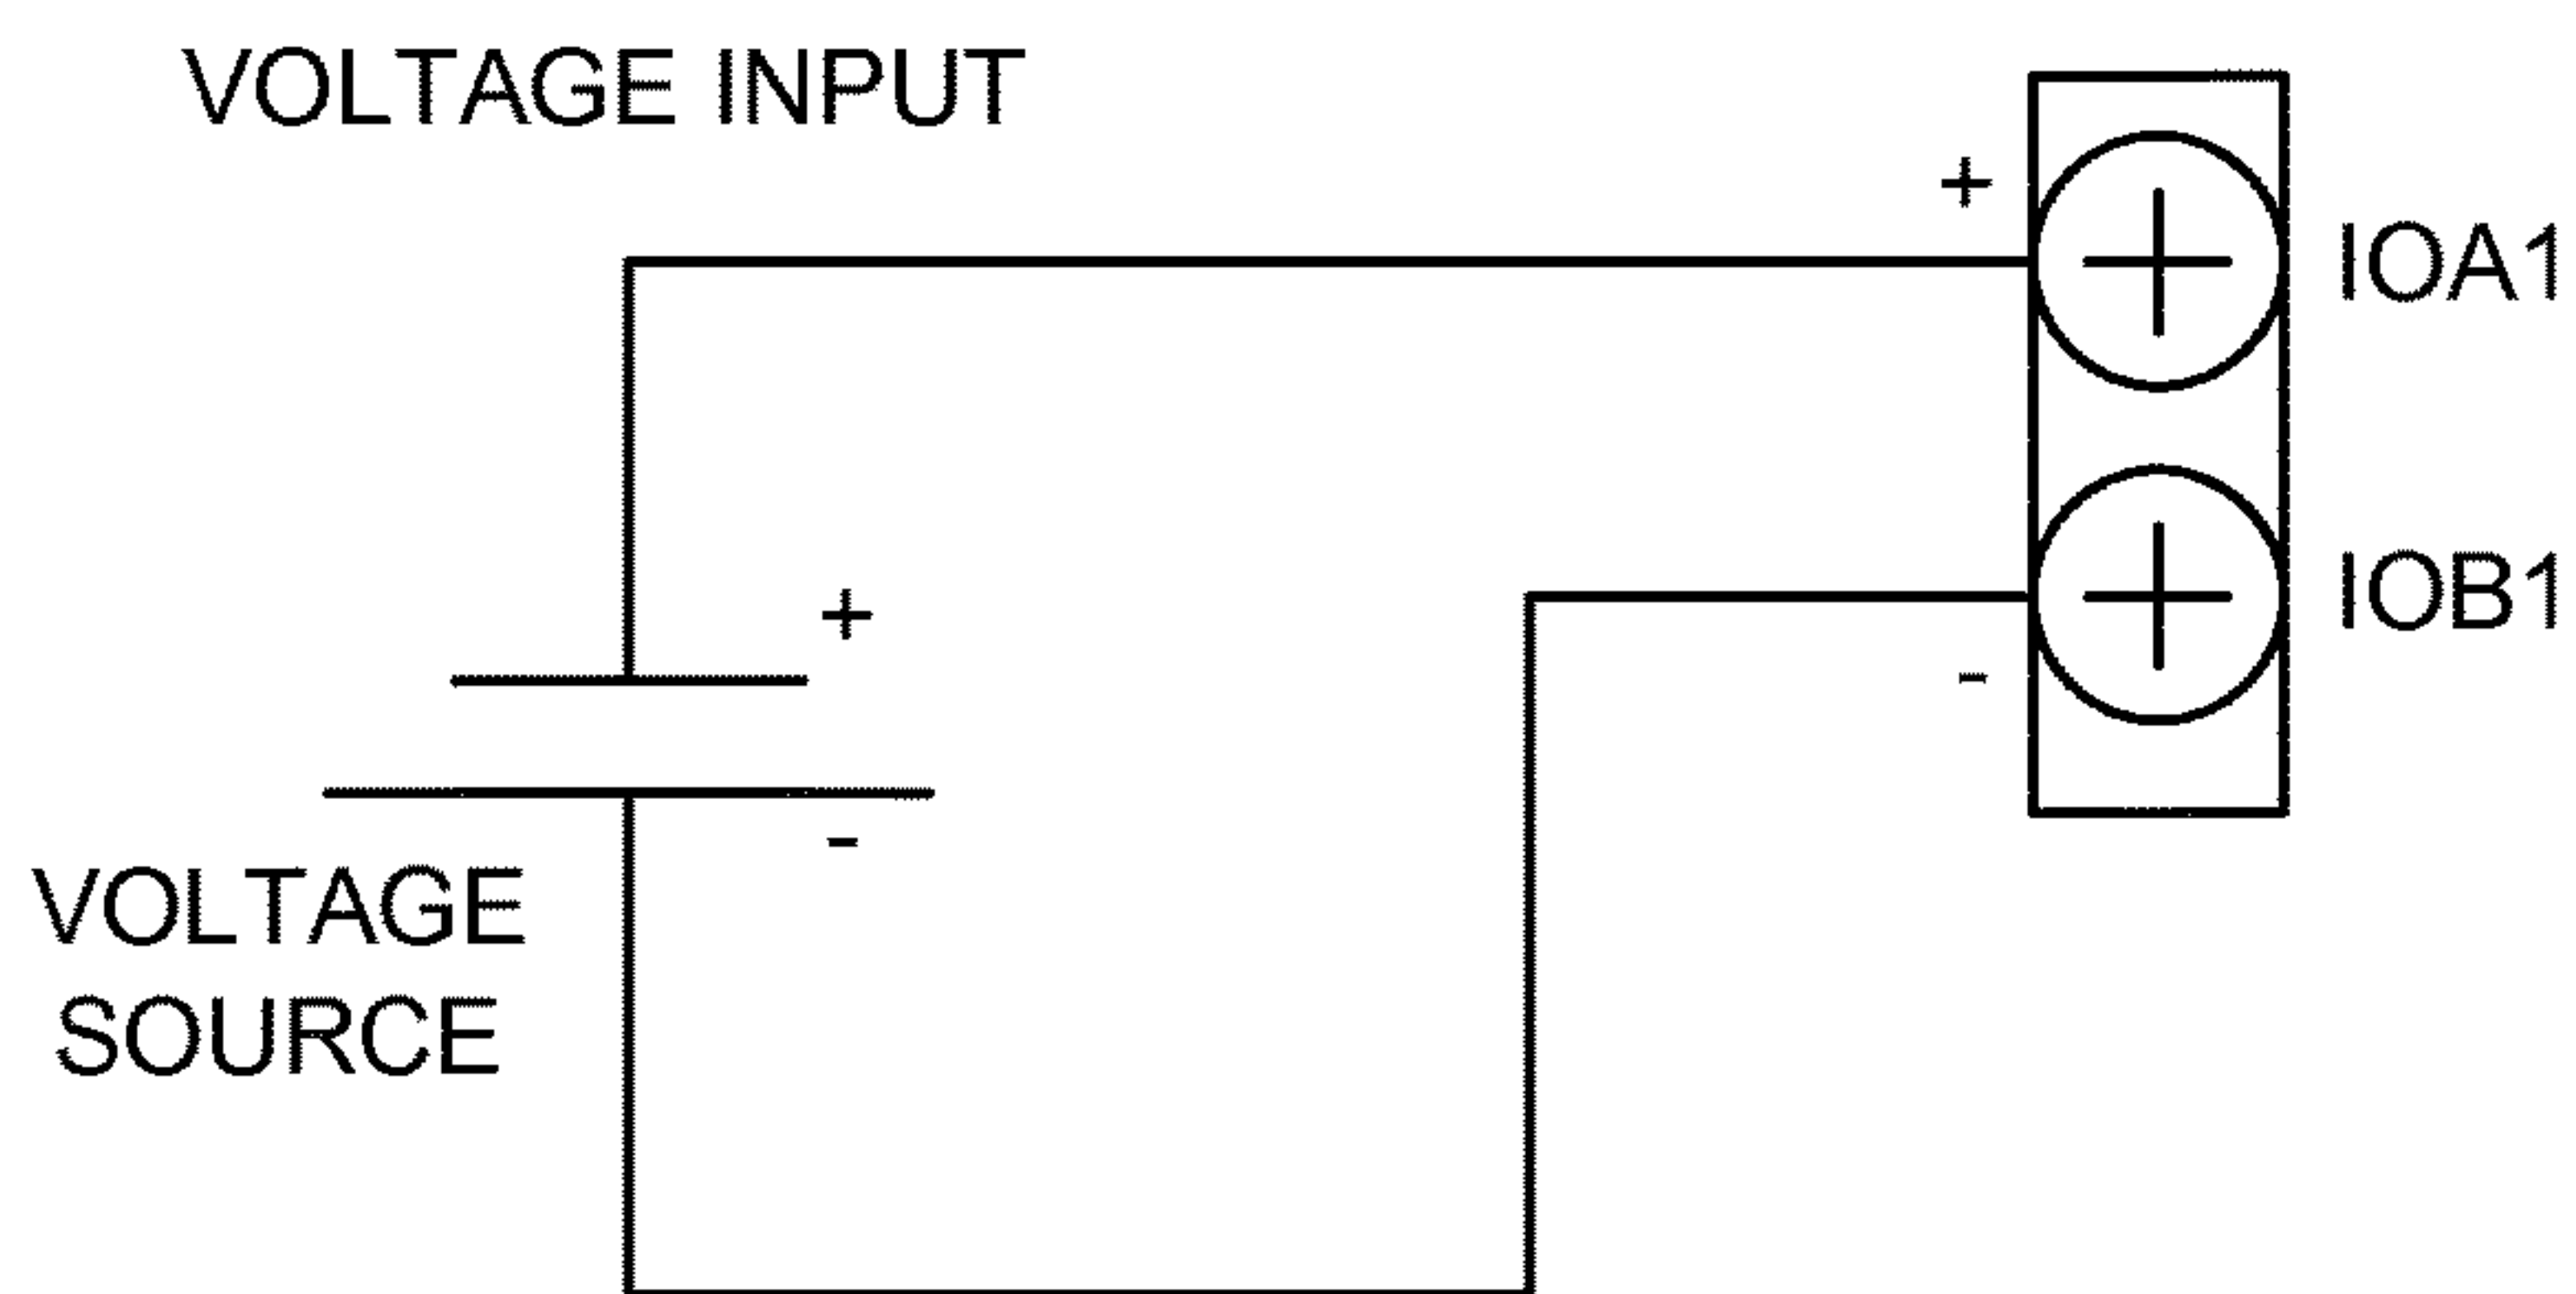 VOLTAGE INPUT
+
IOA1
+
IOB1
-
-
VOLTAGE
SOURCE